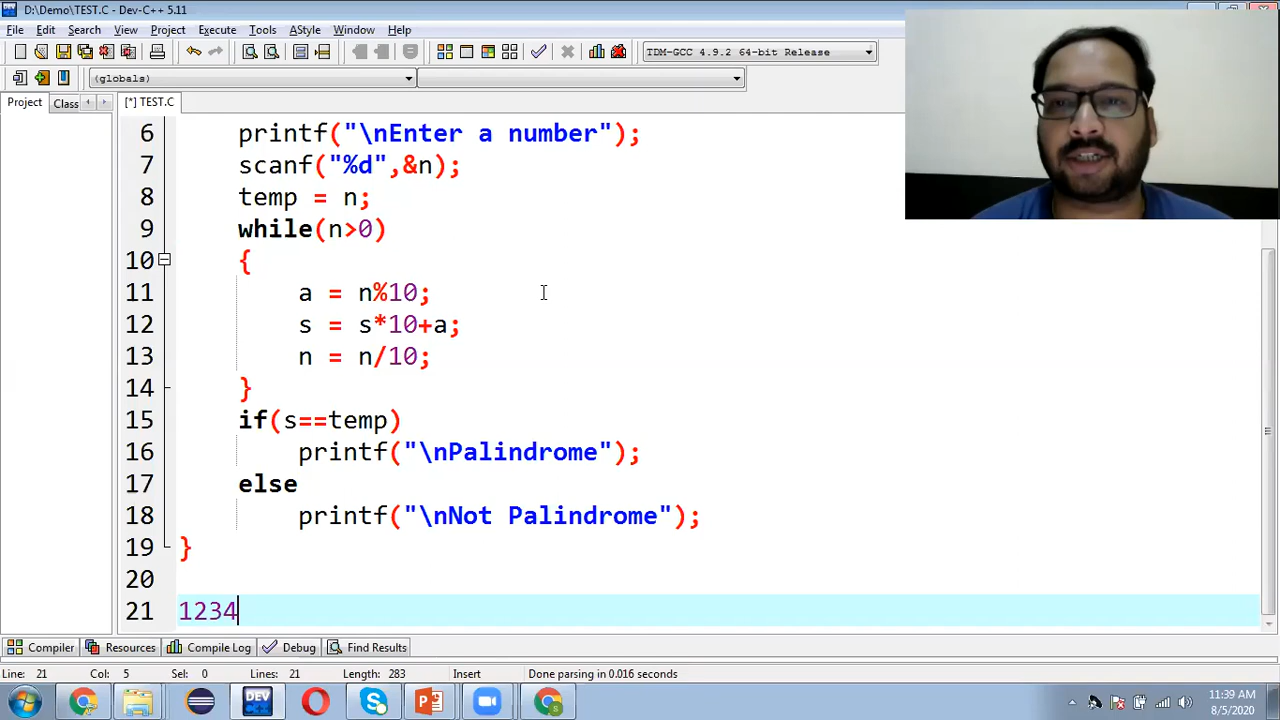 D:\Demo\TEST.C - Dev-C++ 5.11
File Edit Search View Project Execute Tools AStyle Window Help
TDM-GCC 4.9.2 64-bit Release
(globals)
Project Class
[*] TEST.C
6 printf("\nEnter a number");
7 scanf("%d",&n);
8 temp = n;
9 while(n>0)
10 {
11 a = n%10;
12 s = s*10+a;
13 n = n/10;
14 }
15 if(s==temp)
16 printf("\nPalindrome");
17 else
18 printf("\nNot Palindrome");
19 }
20
21 1234
Compiler Resources Compile Log Debug Find Results
Line: 21 Col: 5 Sel: 0 Lines: 21 Length: 283 Insert Done parsing in 0.016 seconds
DEV C++
11:39 AM
8/5/2020